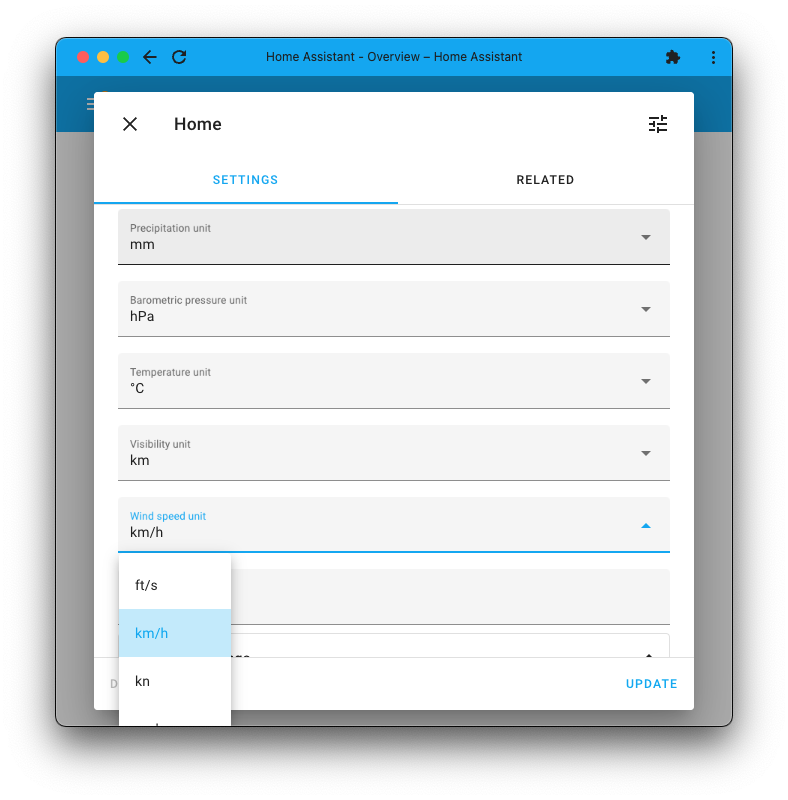 Home Assistant - Overview – Home Assistant
Home
SETTINGS
RELATED
Precipitation unit
mm
Barometric pressure unit
hPa
Temperature unit
°C
Visibility unit
km
Wind speed unit
km/h
ft/s
km/h
kn
UPDATE